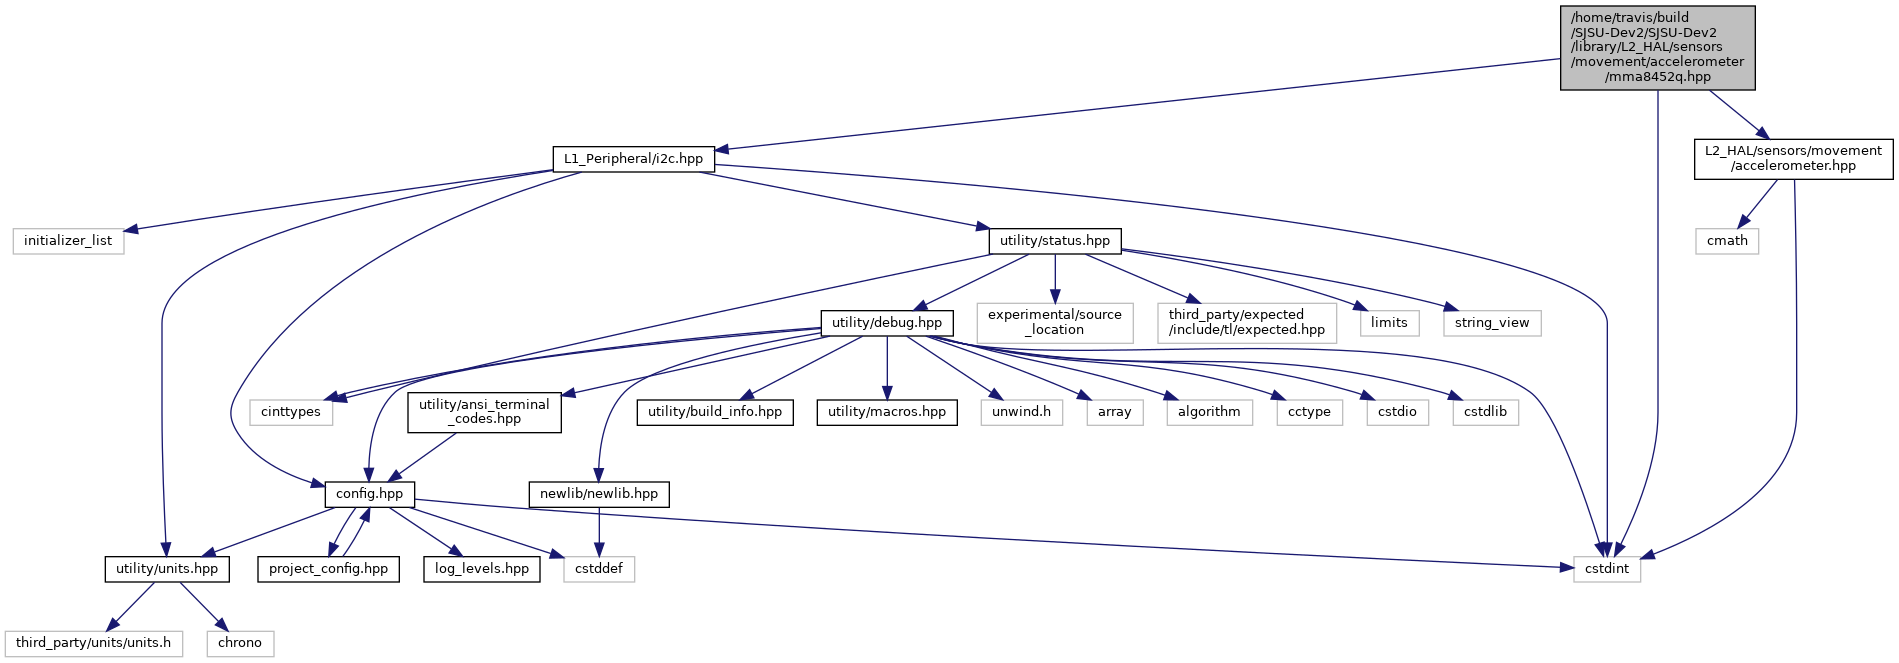 /home/travis/build
/SJSU-Dev2/SJSU-Dev2
/library/L2_HAL/sensors
/movement/accelerometer
/mma8452q.hpp
L1_Peripheral/i2c.hpp
L2_HAL/sensors/movement
/accelerometer.hpp
initializer_list
utility/status.hpp
cmath
utility/debug.hpp
experimental/source
_location
third_party/expected
/include/tl/expected.hpp
limits
string_view
cinttypes
utility/ansi_terminal
_codes.hpp
utility/build_info.hpp
utility/macros.hpp
unwind.h
array
algorithm
cctype
cstdio
cstdlib
config.hpp
newlib/newlib.hpp
utility/units.hpp
project_config.hpp
log_levels.hpp
cstddef
cstdint
third_party/units/units.h
chrono